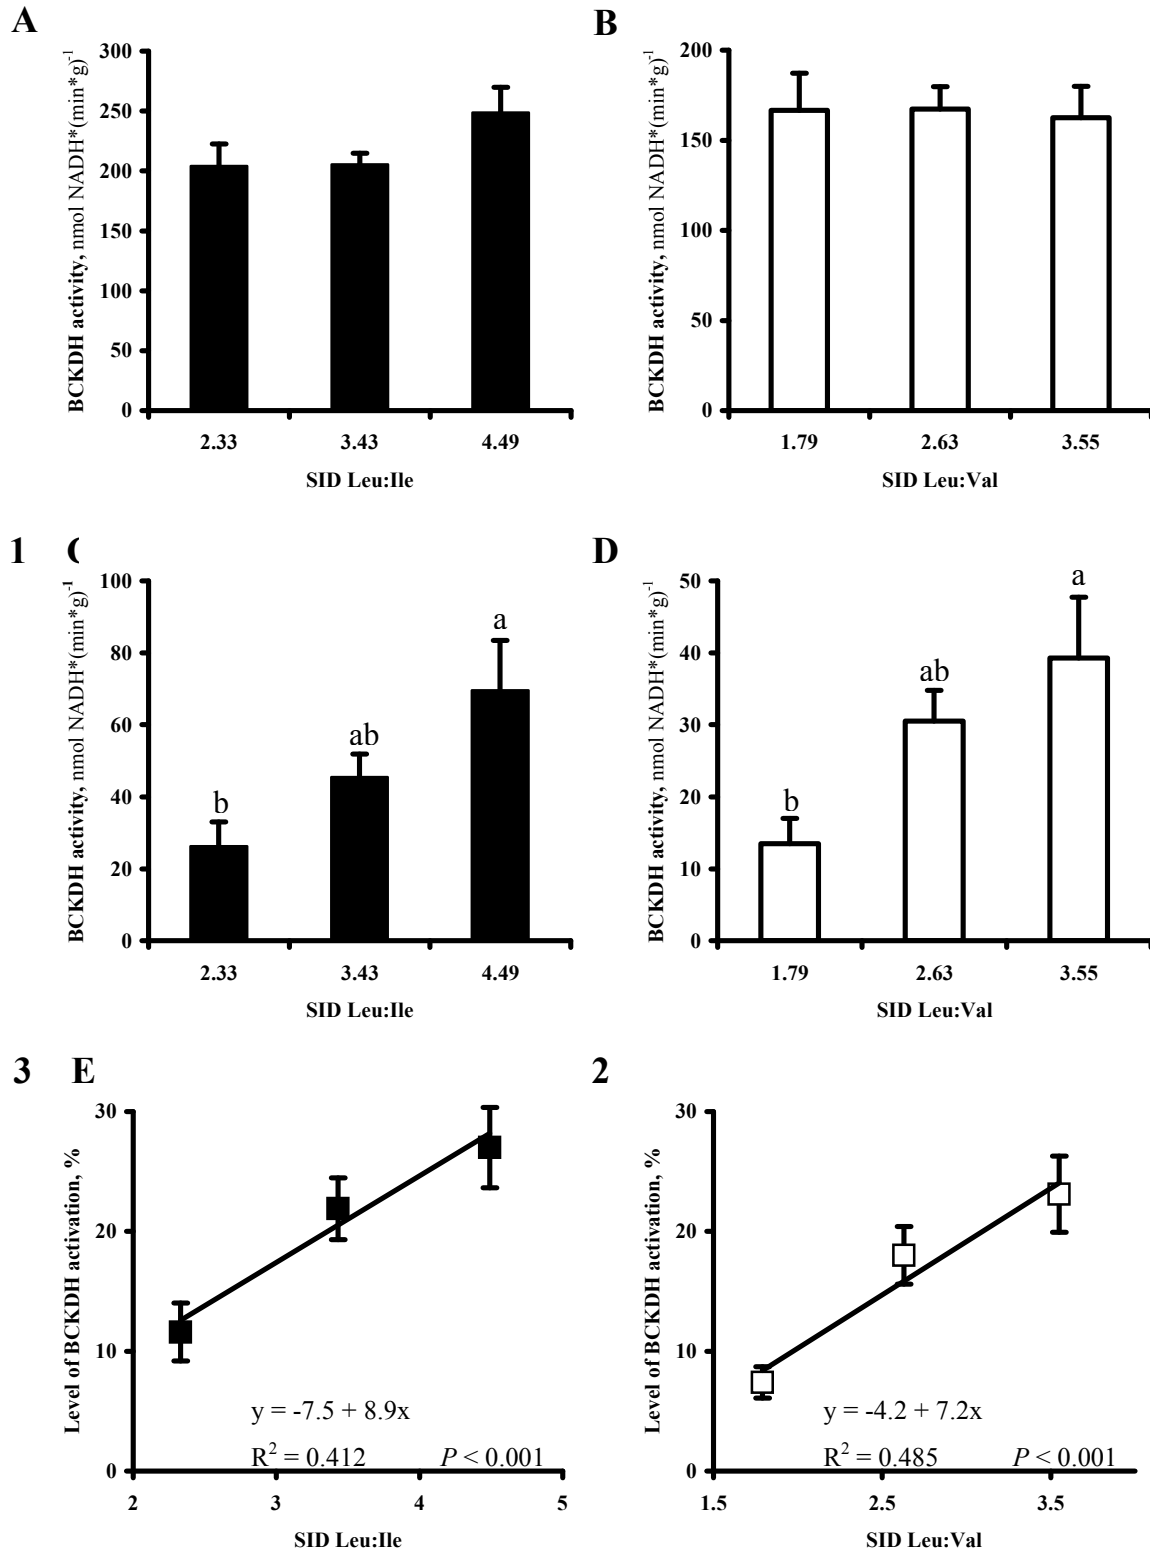 A
B
BCKDH activity, nmol NADH*(min*g)-1
300
250
200
150
100
50
0
2.33 3.43 4.49
SID Leu:Ile
BCKDH activity, nmol NADH*(min*g)-1
200
150
100
50
0
1.79 2.63 3.55
SID Leu:Val
1 C
D
BCKDH activity, nmol NADH*(min*g)-1
100
80
60
40
20
0
b ab a
2.33 3.43 4.49
SID Leu:Ile
BCKDH activity, nmol NADH*(min*g)-1
50
40
30
20
10
0
b ab a
1.79 2.63 3.55
SID Leu:Val
3 E
2
Level of BCKDH activation, %
30
20
10
0
y = -7.5 + 8.9x
R2 = 0.412 P < 0.001
2 3 4 5
SID Leu:Ile
Level of BCKDH activation, %
30
20
10
0
y = -4.2 + 7.2x
R2 = 0.485 P < 0.001
1.5 2.5 3.5
SID Leu:Val